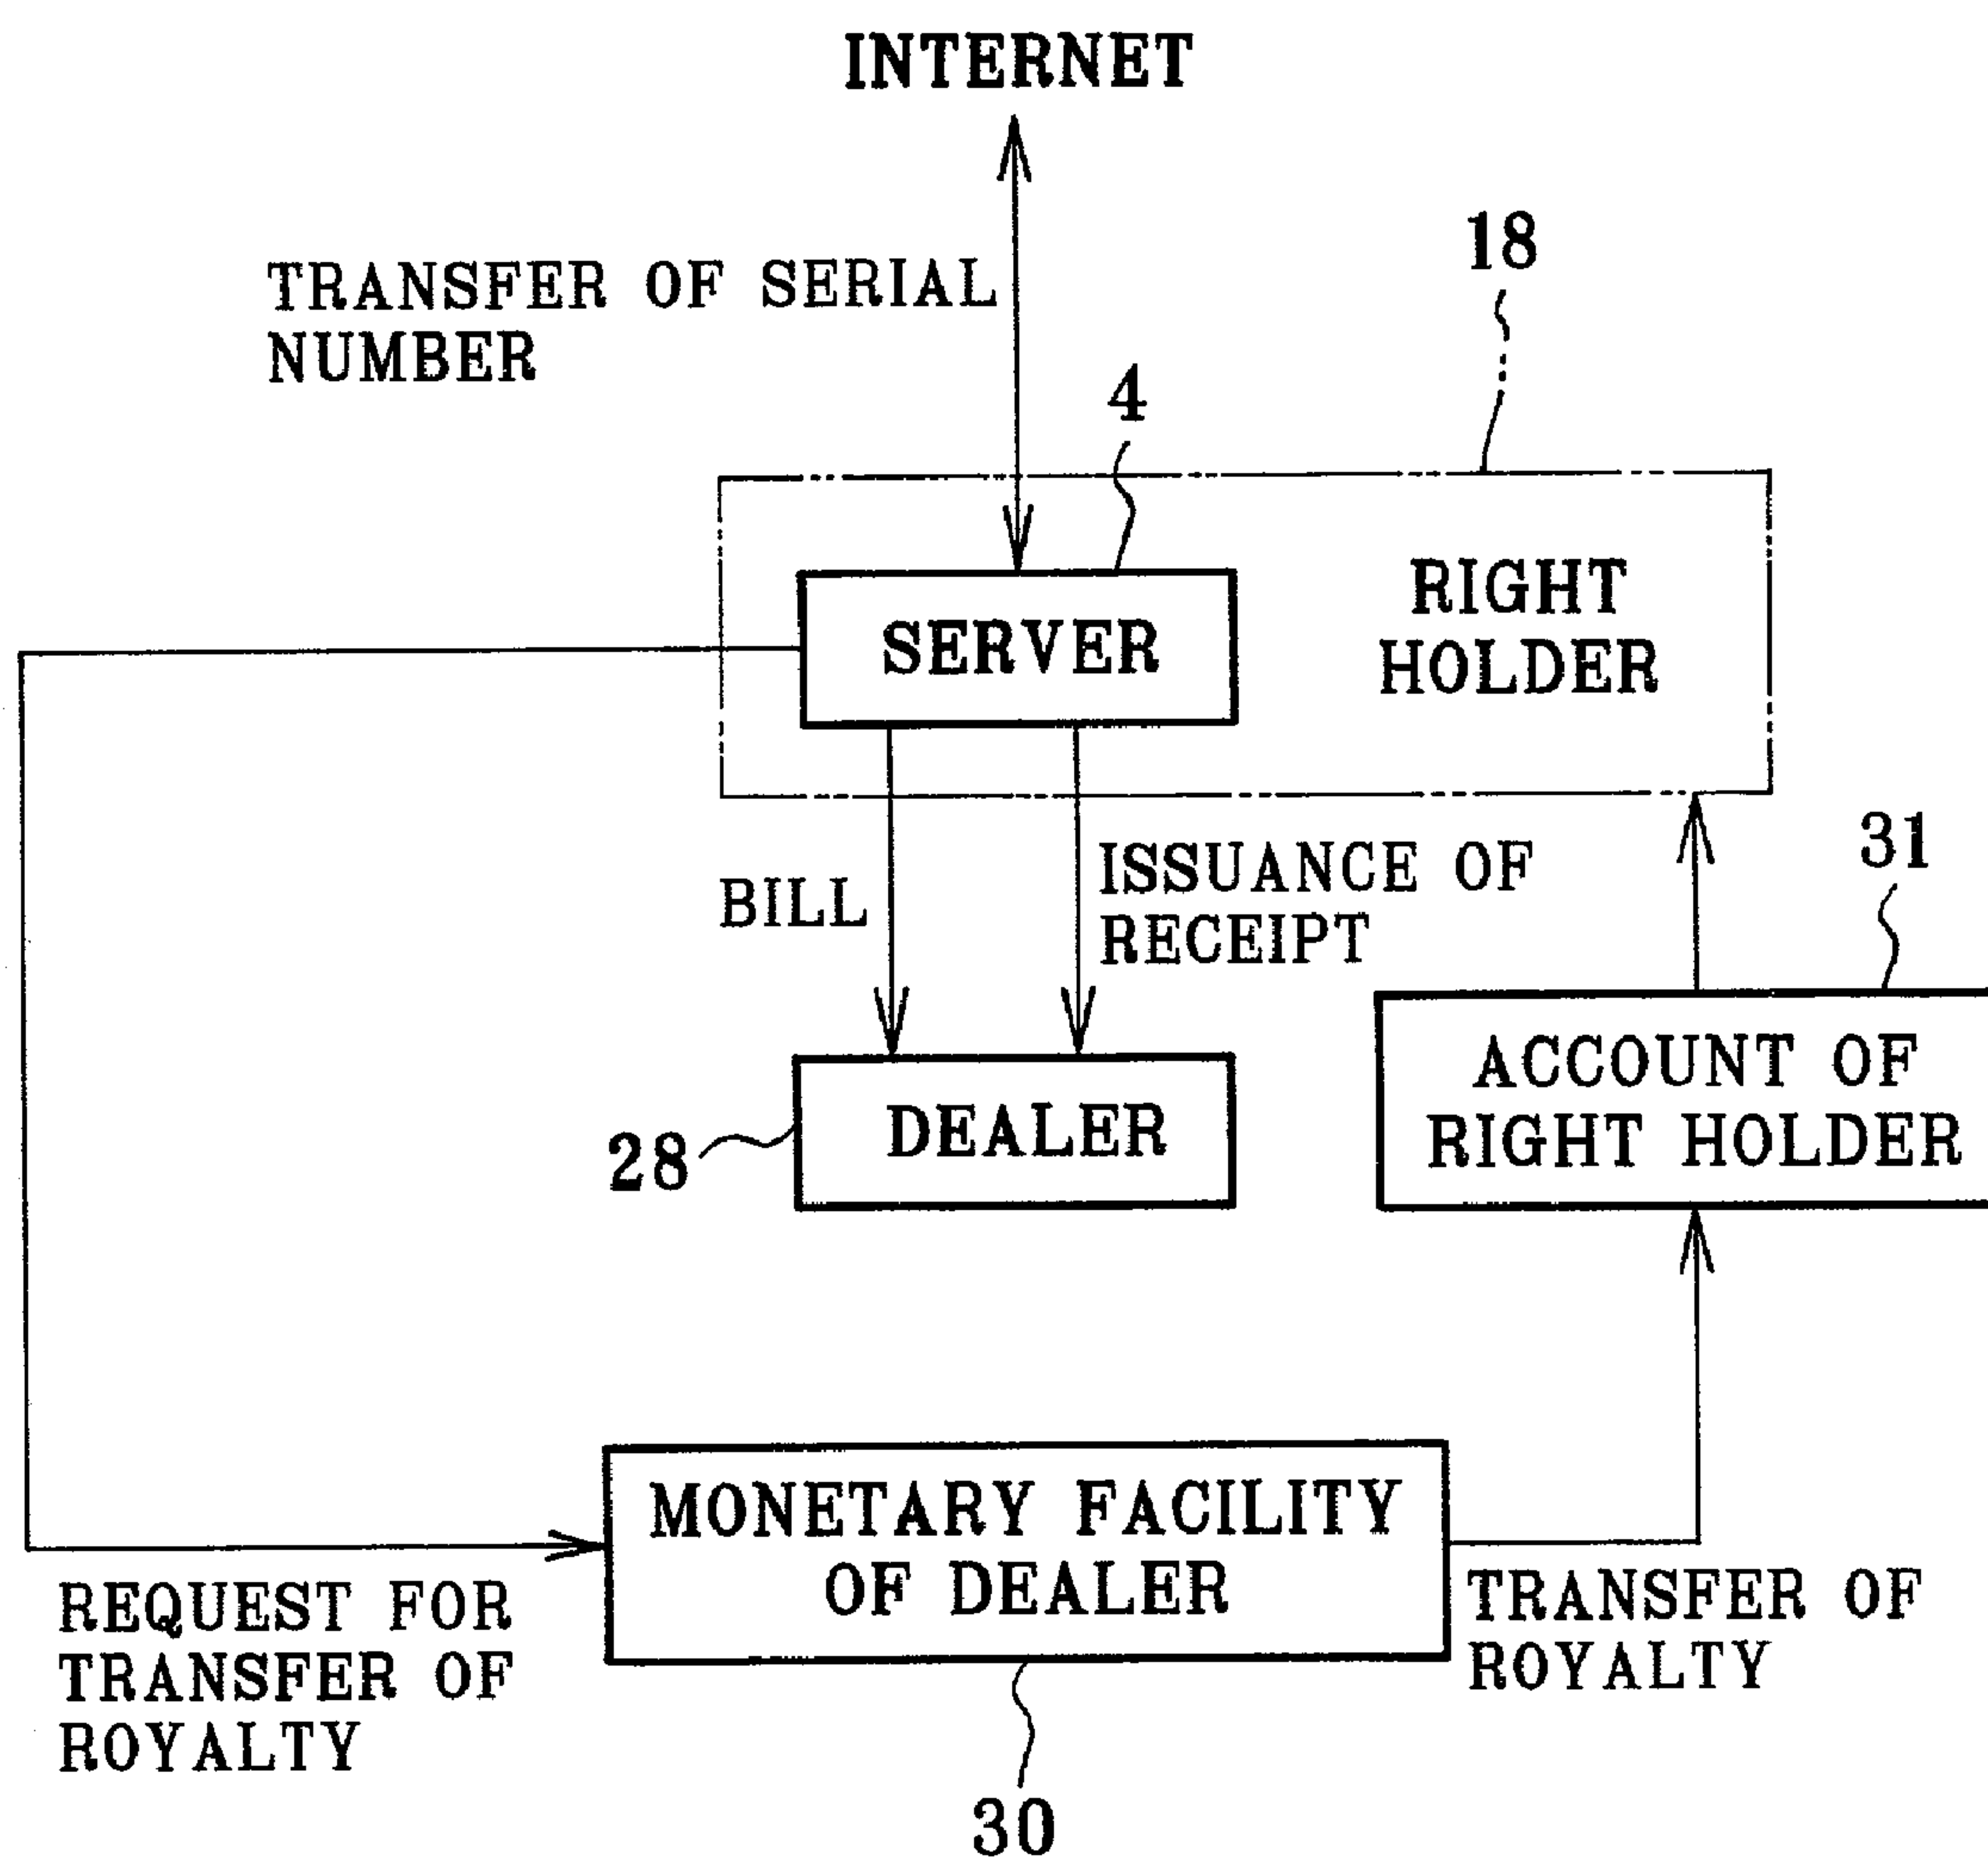 INTERNET
TRANSFER OF SERIAL
NUMBER
18
4
SERVER
RIGHT
HOLDER
BILL
ISSUANCE OF
RECEIPT
31
28
DEALER
ACCOUNT OF
RIGHT HOLDER
MONETARY FACILITY
OF DEALER
REQUEST FOR
TRANSFER OF
ROYALTY
TRANSFER OF
ROYALTY
30